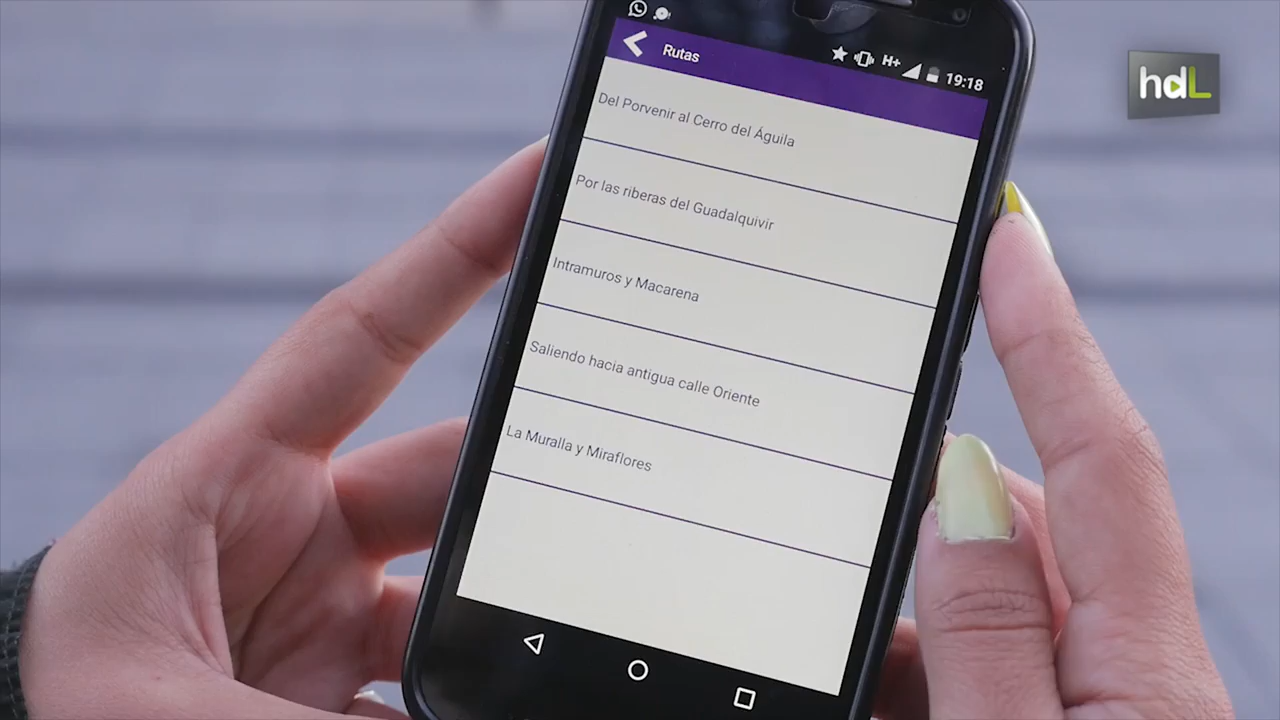 hdL
H+ 19:18
Rutas
Del Porvenir al Cerro del Águila
Por las riberas del Guadalquivir
Intramuros y Macarena
Saliendo hacia antigua calle Oriente
La Muralla y Miraflores